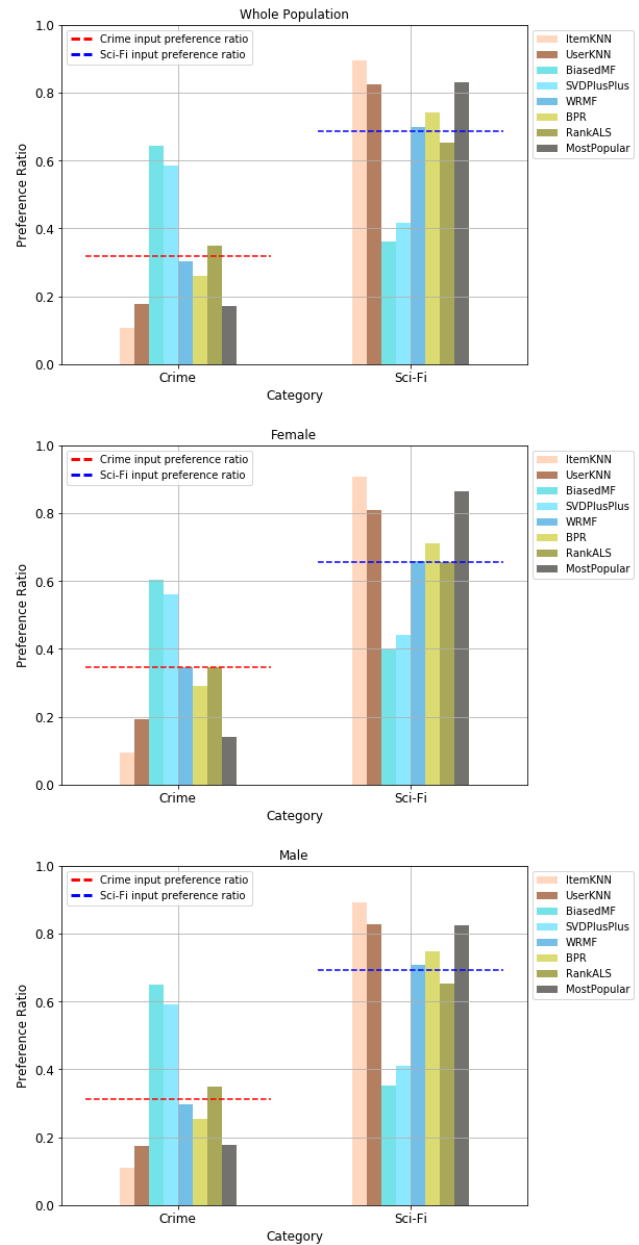 Whole Population
1.0
0.8
0.6
0.4
0.2
0.0
Preference Ratio
Crime input preference ratio
Sci-Fi input preference ratio
ItemKNN
UserKNN
BiasedMF
SVDPlusPlus
WRMF
BPR
RankALS
MostPopular
Crime
Sci-Fi
Category
Female
1.0
0.8
0.6
0.4
0.2
0.0
Preference Ratio
Crime input preference ratio
Sci-Fi input preference ratio
ItemKNN
UserKNN
BiasedMF
SVDPlusPlus
WRMF
BPR
RankALS
MostPopular
Crime
Sci-Fi
Category
Male
1.0
0.8
0.6
0.4
0.2
0.0
Preference Ratio
Crime input preference ratio
Sci-Fi input preference ratio
ItemKNN
UserKNN
BiasedMF
SVDPlusPlus
WRMF
BPR
RankALS
MostPopular
Crime
Sci-Fi
Category